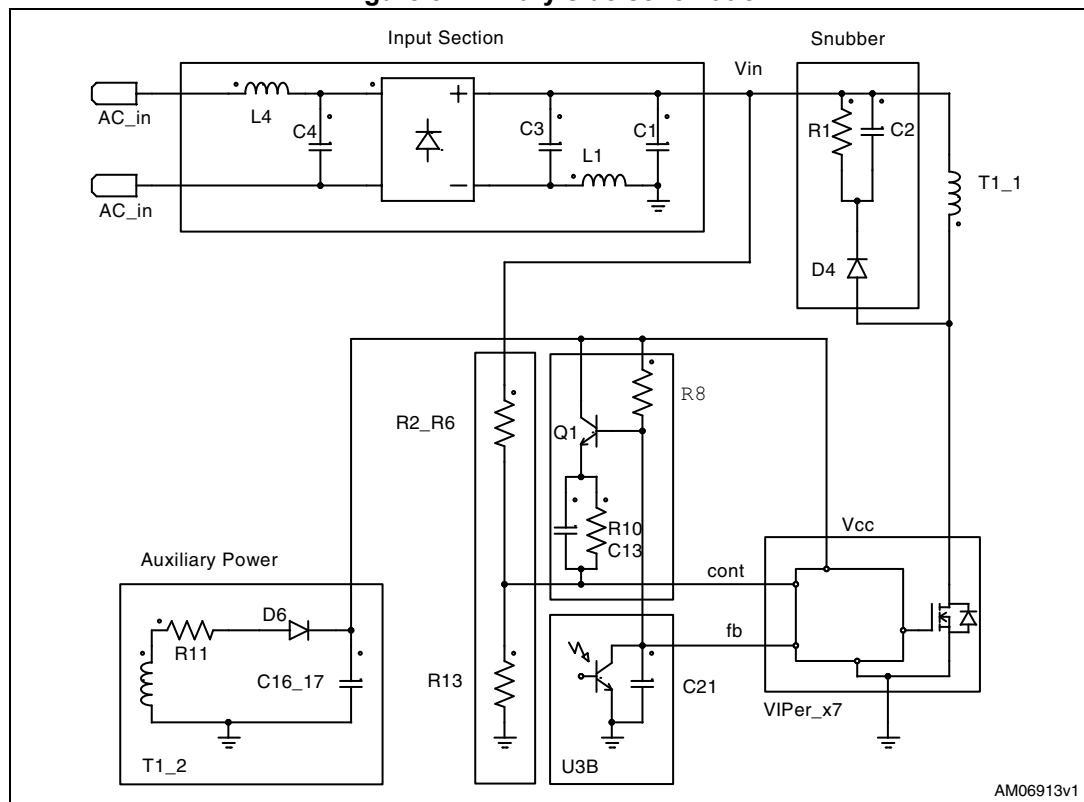 Input Section
Snubber
Vin
AC_in
L4
C4
+
C3
C1
L1
–
AC_in
R1
C2
T1_1
D4
R2_R6
R8
Q1
R10
C13
Vcc
Auxiliary Power
cont
D6
R11
fb
C16_17
R13
C21
VIPer_x7
T1_2
U3B
AM06913v1